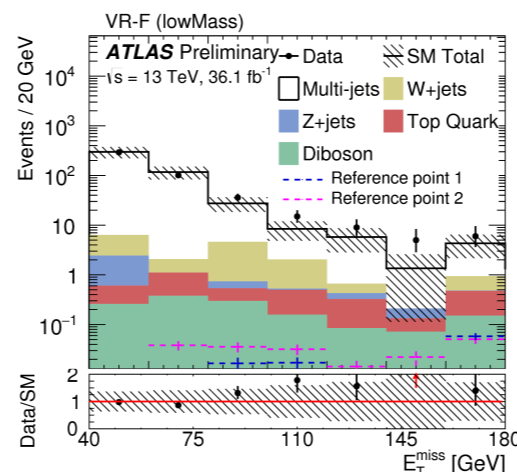 VR-F (lowMass)
ATLAS Preliminary
√s = 13 TeV, 36.1 fb⁻¹
Data
SM Total
Multi-jets
W+jets
Z+jets
Top Quark
Diboson
Reference point 1
Reference point 2
Events / 20 GeV
10⁴
10³
10²
10
1
10⁻¹
Data/SM
2
1
0
40
75
110
145
180
E_T^miss [GeV]